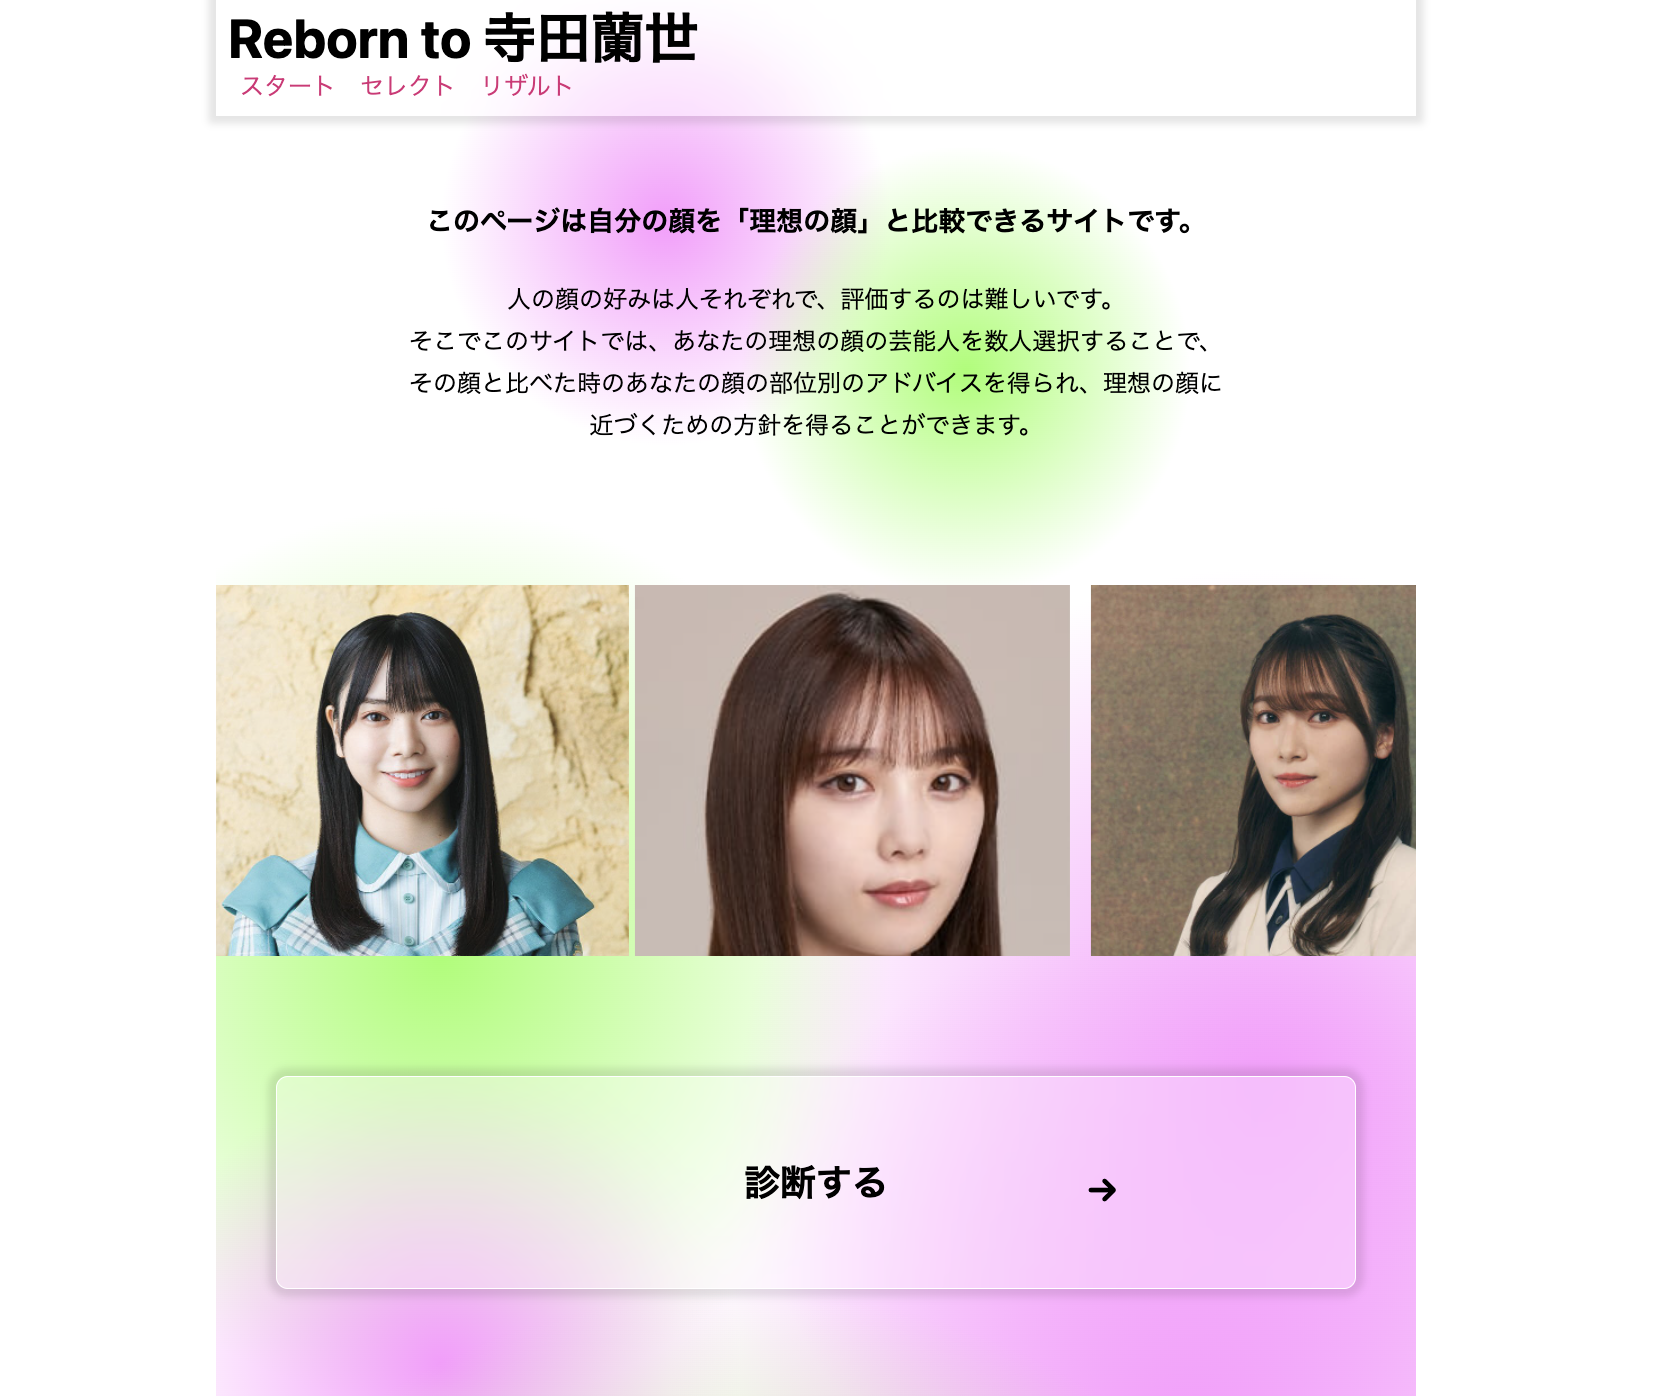 Reborn to 寺田蘭世
スタート セレクト リザルト
このページは自分の顔を「理想の顔」と比較できるサイトです。
人の顔の好みは人それぞれで、評価するのは難しいです。
そこでこのサイトでは、あなたの理想の顔の芸能人を数人選択することで、
その顔と比べた時のあなたの顔の部位別のアドバイスを得られ、理想の顔に
近づくための方針を得ることができます。
診断する →